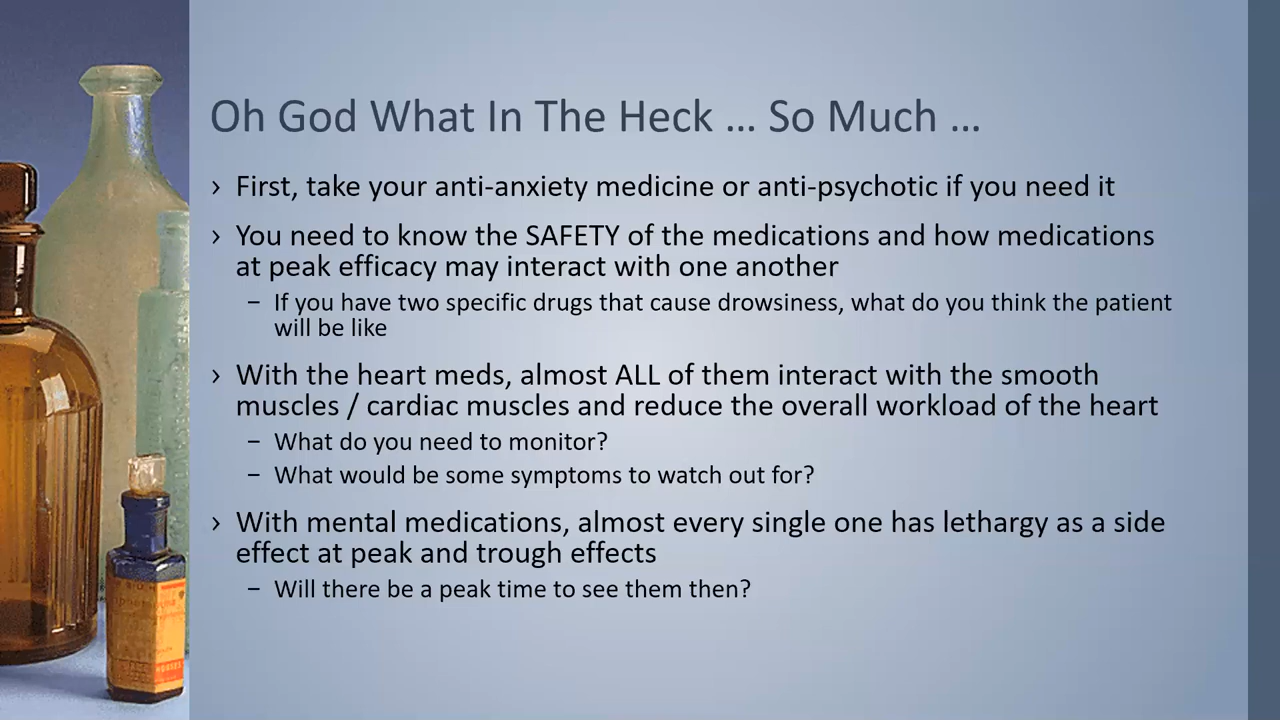 Oh God What In The Heck … So Much …
› First, take your anti-anxiety medicine or anti-psychotic if you need it
› You need to know the SAFETY of the medications and how medications
at peak efficacy may interact with one another
– If you have two specific drugs that cause drowsiness, what do you think the patient
will be like
› With the heart meds, almost ALL of them interact with the smooth
muscles / cardiac muscles and reduce the overall workload of the heart
– What do you need to monitor?
– What would be some symptoms to watch out for?
› With mental medications, almost every single one has lethargy as a side
effect at peak and trough effects
– Will there be a peak time to see them then?